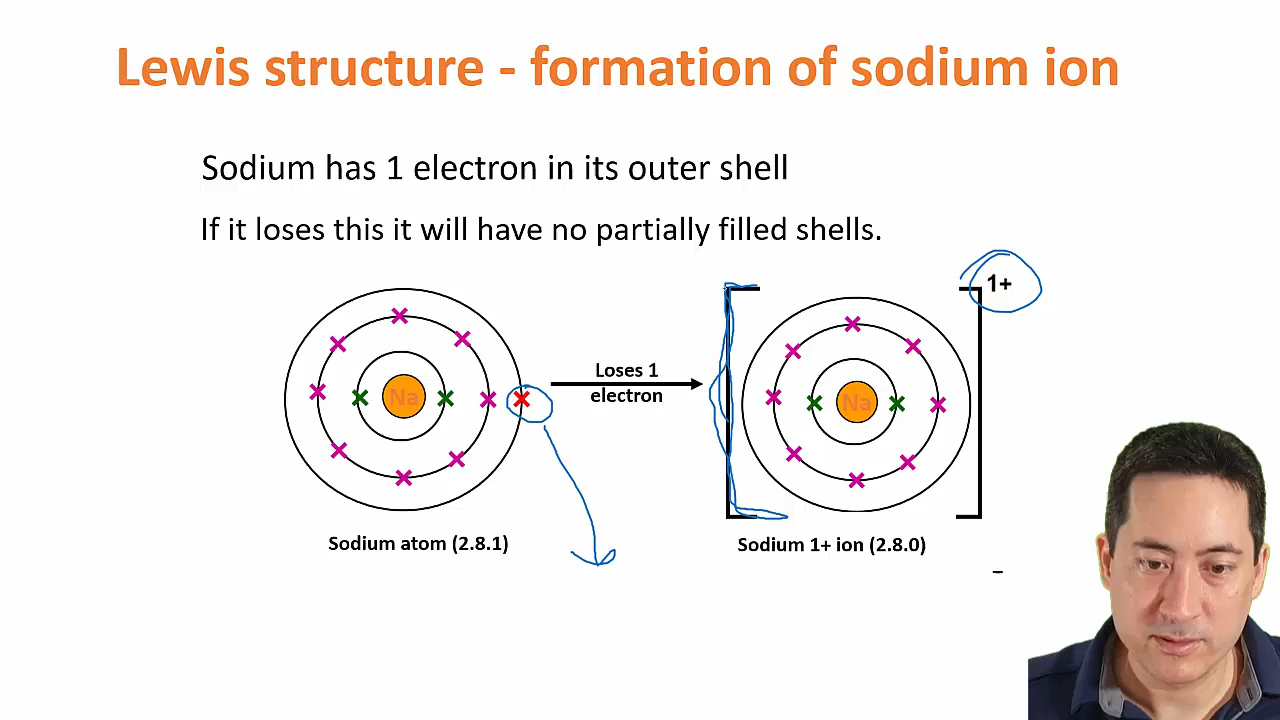 Lewis structure - formation of sodium ion
Sodium has 1 electron in its outer shell
If it loses this it will have no partially filled shells.
1+
Loses 1
electron
Na
Na
Sodium atom (2.8.1)
Sodium 1+ ion (2.8.0)
-